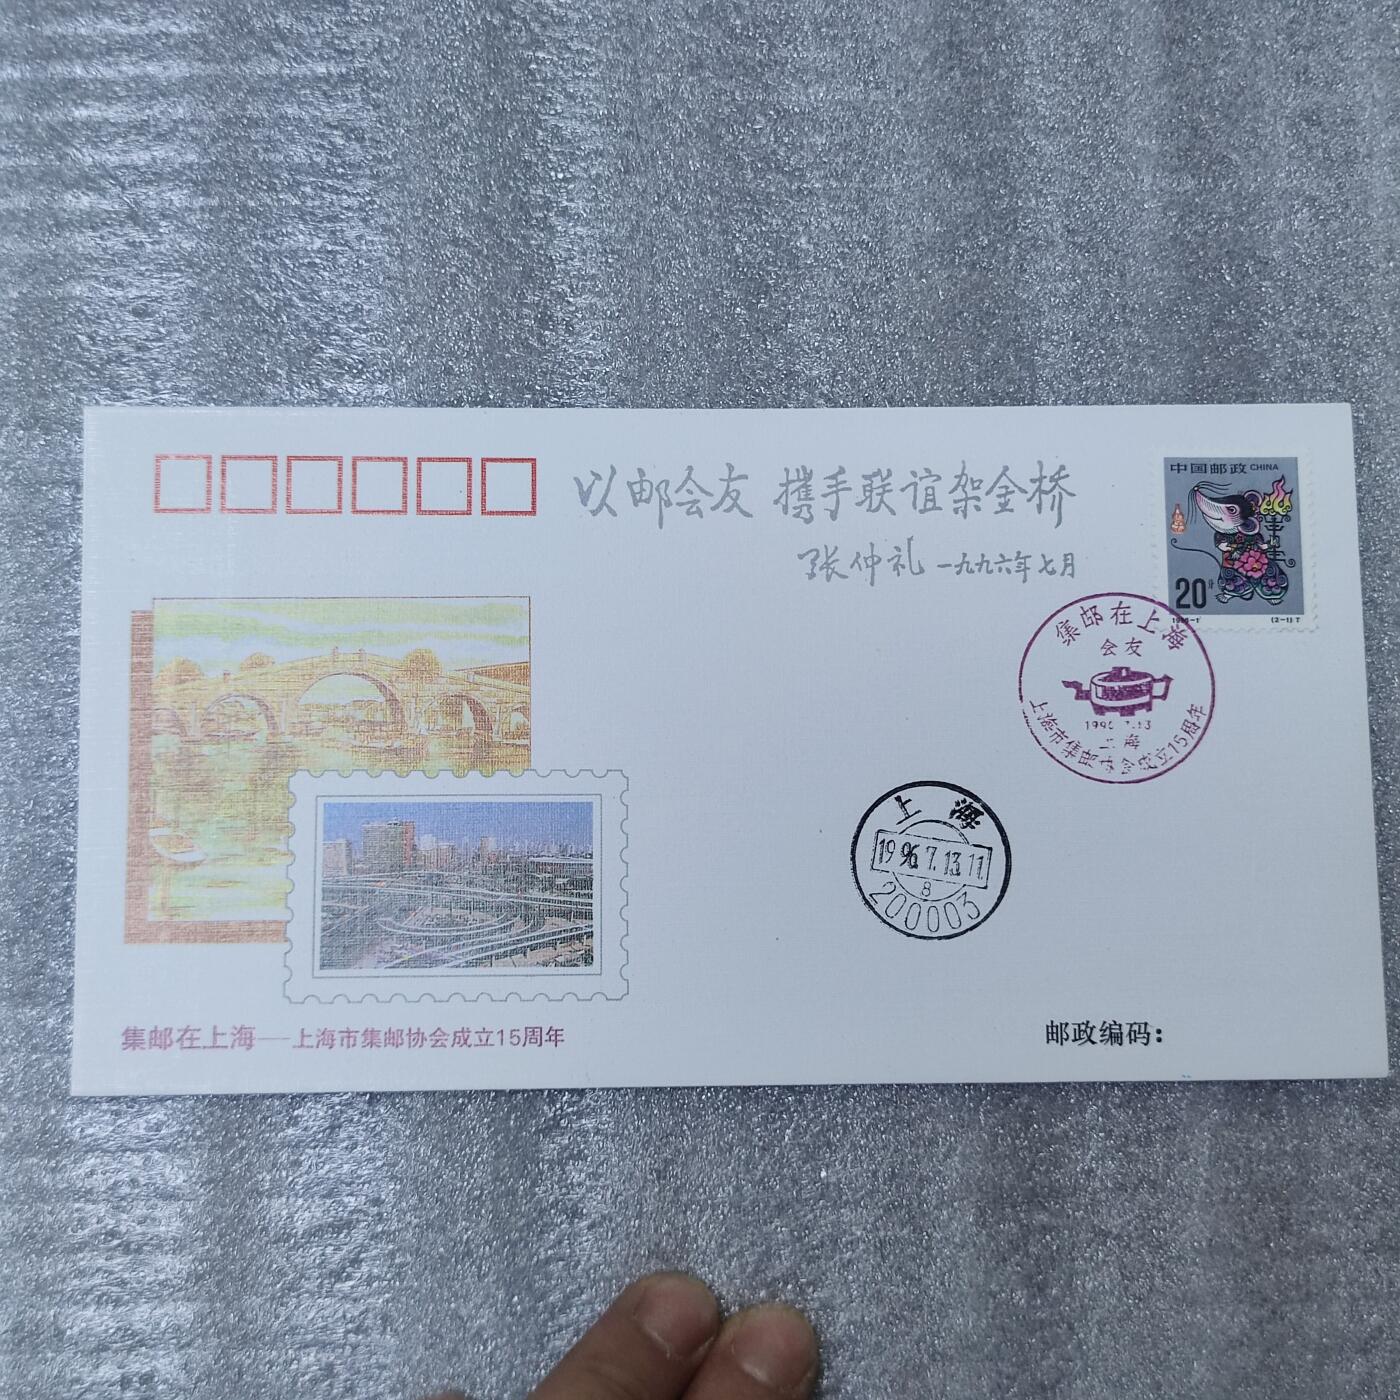 以邮会友 攜手联谊架金桥
张仲礼 一九九六年七月
中国邮政 CHINA
20分
(2-1)T
集邮在上海
会友
上海
上海市集邮协会成立15周年
上海
1996.7.13.11
8
200003
集邮在上海——上海市集邮协会成立15周年
邮政编码：